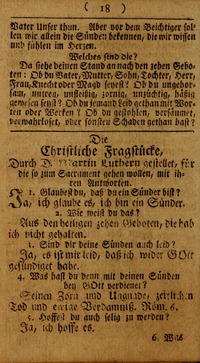 ( 18 )
Vater Unser thun. Aber vor dem Beichtiger sol-
len wir allein die Sünden bekennen, die wir wissen
und fühlen im Hertzen.
Welches sind die?
Da siehe deinen Stand an nach den zehen Gebo-
ten: Ob du Vater, Mutter, Sohn, Tochter, Herr,
Frau, Knecht oder Magd seyest? Ob du ungehor-
sam, untreu, unfleißig, zornig, unzüchtig, häßig
gewesen seyst? Ob du jemand Leid gethan mit Wor-
ten oder Wercken? Ob du gestohlen, versäumet,
verwahrloset, oder sonsten Schaden gethan hast?
Die
Christliche Fragstücke,
Durch D. Martin Luthern gestellet, für
die so zum Sacrament gehen wollen, mit ih-
ren Antworten.
1. Glaubest du, daß du ein Sünder bist?
Ja, ich glaube es, ich bin ein Sünder.
2. Wie weist du das?
Aus den heiligen zehen Geboten, die hab
ich nicht gehalten.
3. Sind dir deine Sünden auch leid?
Ja, es ist mir leid, daß ich wider GOtt
gesündiget habe.
4. Was hast du denn mit deinen Sünden
bey GOtt verdienet?
Seinen Zorn und Ungnade, zeitlichen
Tod und ewige Verdamniß. Röm. 6.
5. Hoffest du auch selig zu werden?
Ja, ich hoffe es.
6. Was